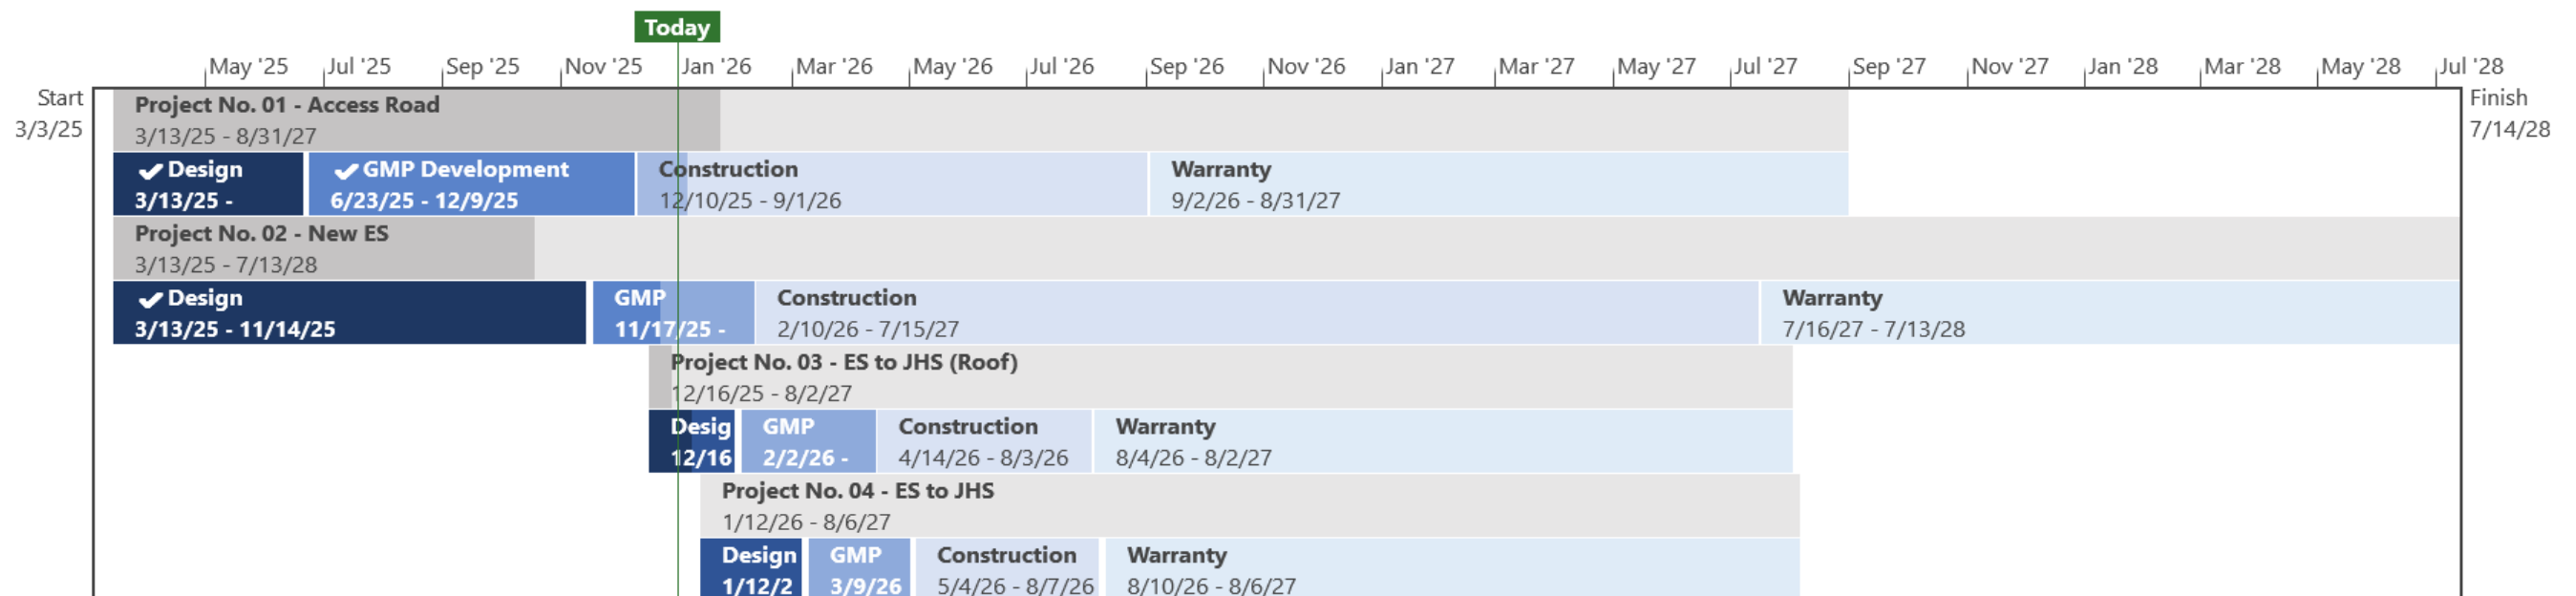 Today
May '25 Jul '25 Sep '25 Nov '25 Jan '26 Mar '26 May '26 Jul '26 Sep '26 Nov '26 Jan '27 Mar '27 May '27 Jul '27 Sep '27 Nov '27 Jan '28 Mar '28 May '28 Jul '28
Start
3/3/25
Finish
7/14/28
Project No. 01 - Access Road
3/13/25 - 8/31/27
Design
3/13/25 -
GMP Development
6/23/25 - 12/9/25
Construction
12/10/25 - 9/1/26
Warranty
9/2/26 - 8/31/27
Project No. 02 - New ES
3/13/25 - 7/13/28
Design
3/13/25 - 11/14/25
GMP
11/17/25 -
Construction
2/10/26 - 7/15/27
Warranty
7/16/27 - 7/13/28
Project No. 03 - ES to JHS (Roof)
12/16/25 - 8/2/27
Desig
12/16
GMP
2/2/26 -
Construction
4/14/26 - 8/3/26
Warranty
8/4/26 - 8/2/27
Project No. 04 - ES to JHS
1/12/26 - 8/6/27
Design
1/12/2
GMP
3/9/26
Construction
5/4/26 - 8/7/26
Warranty
8/10/26 - 8/6/27